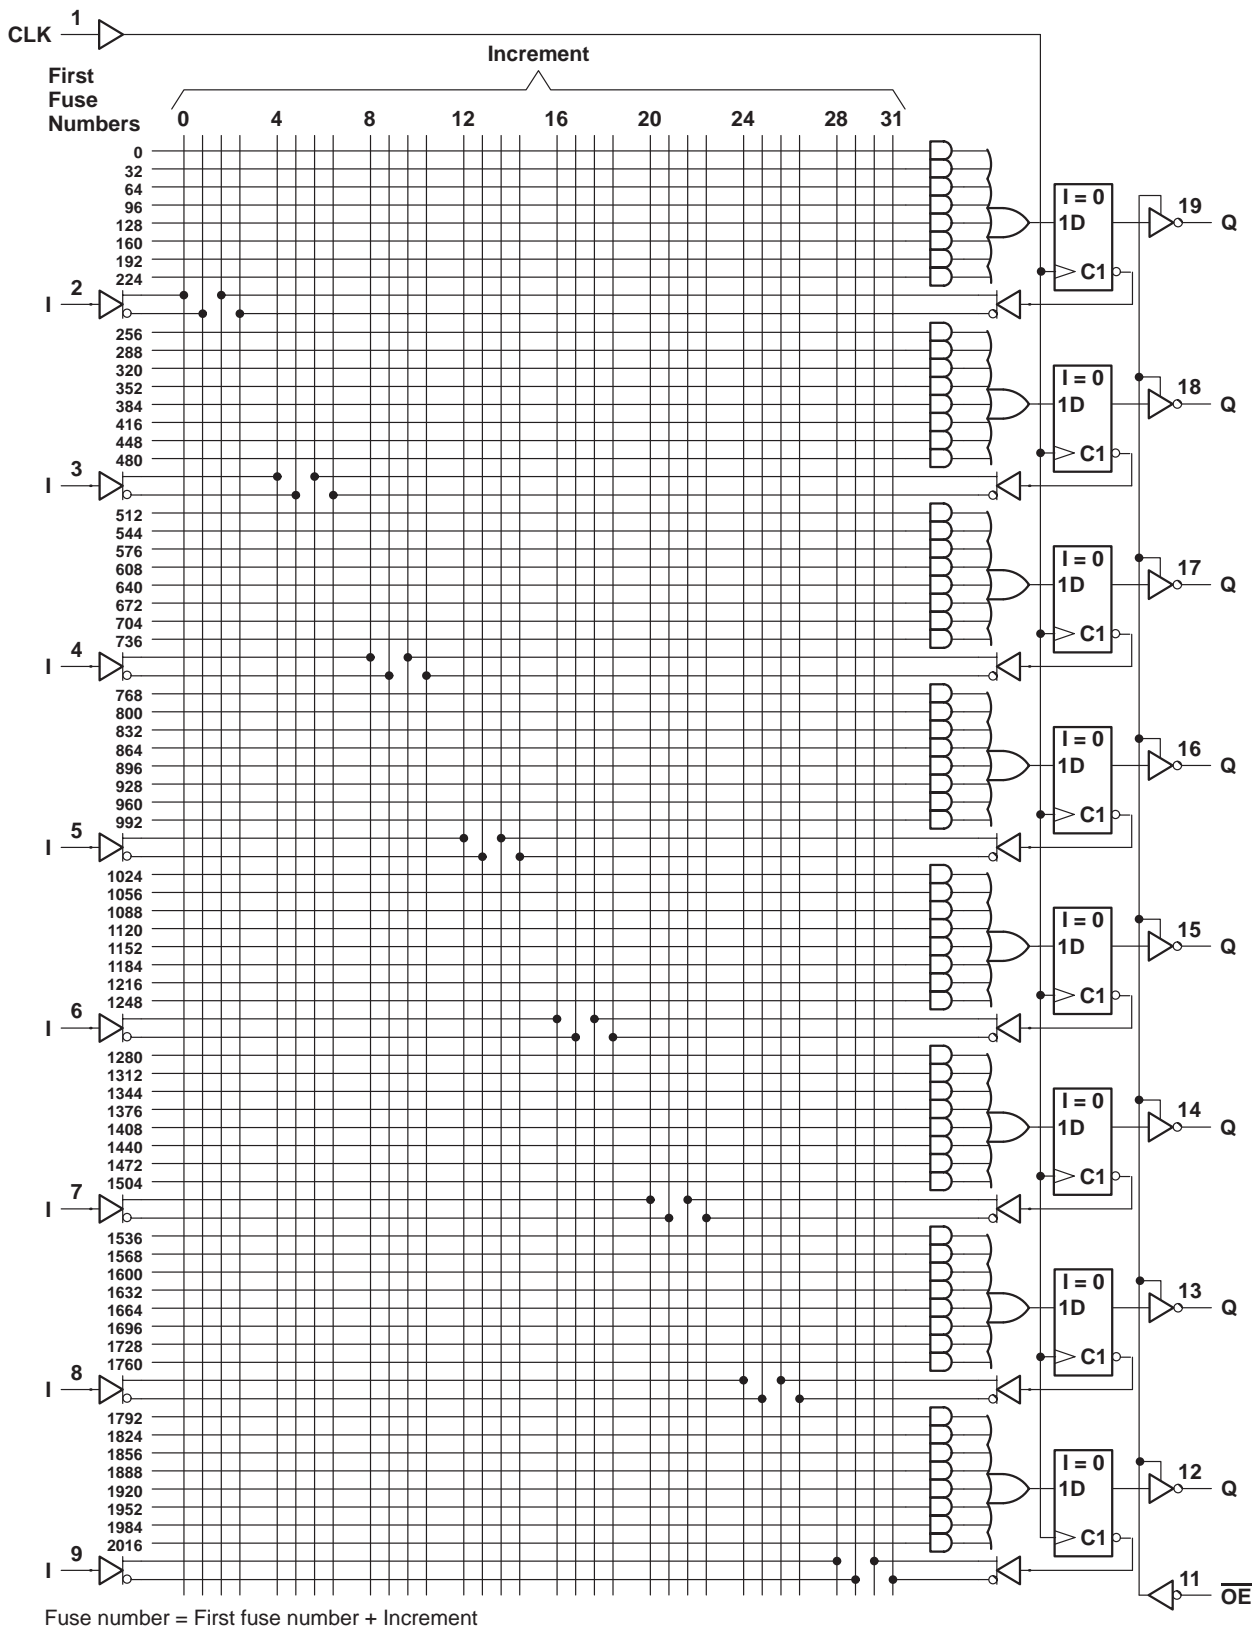 1
CLK
Increment
First
Fuse
Numbers
0 4 8 12 16 20 24 28 31
0
32
64
96
128
160
192
224
I = 0
1D
C1
19
Q
2
I
256
288
320
352
384
416
448
480
I = 0
1D
C1
18
Q
3
I
512
544
576
608
640
672
704
736
I = 0
1D
C1
17
Q
4
I
768
800
832
864
896
928
960
992
I = 0
1D
C1
16
Q
5
I
1024
1056
1088
1120
1152
1184
1216
1248
I = 0
1D
C1
15
Q
6
I
1280
1312
1344
1376
1408
1440
1472
1504
I = 0
1D
C1
14
Q
7
I
1536
1568
1600
1632
1664
1696
1728
1760
I = 0
1D
C1
13
Q
8
I
1792
1824
1856
1888
1920
1952
1984
2016
I = 0
1D
C1
12
Q
9
I
11
OE
Fuse number = First fuse number + Increment